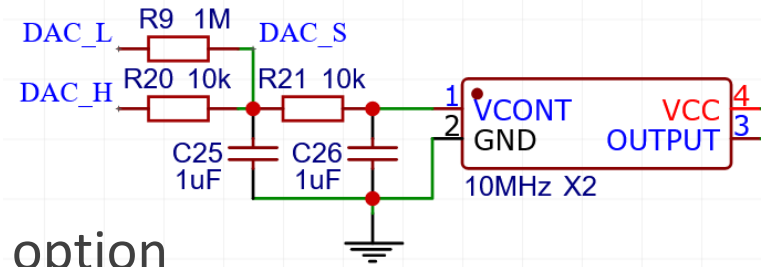 R9 1M
DAC_L DAC_S
R20 10k R21 10k
DAC_H
1 VCONT VCC 4
2 GND OUTPUT 3
C25 C26
1uF 1uF
10MHz X2
option